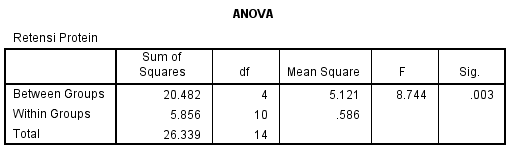 ANOVA
Retensi Protein
Sum of Squares df Mean Square F Sig.
Between Groups 20.482 4 5.121 8.744 .003
Within Groups 5.856 10 .586
Total 26.339 14